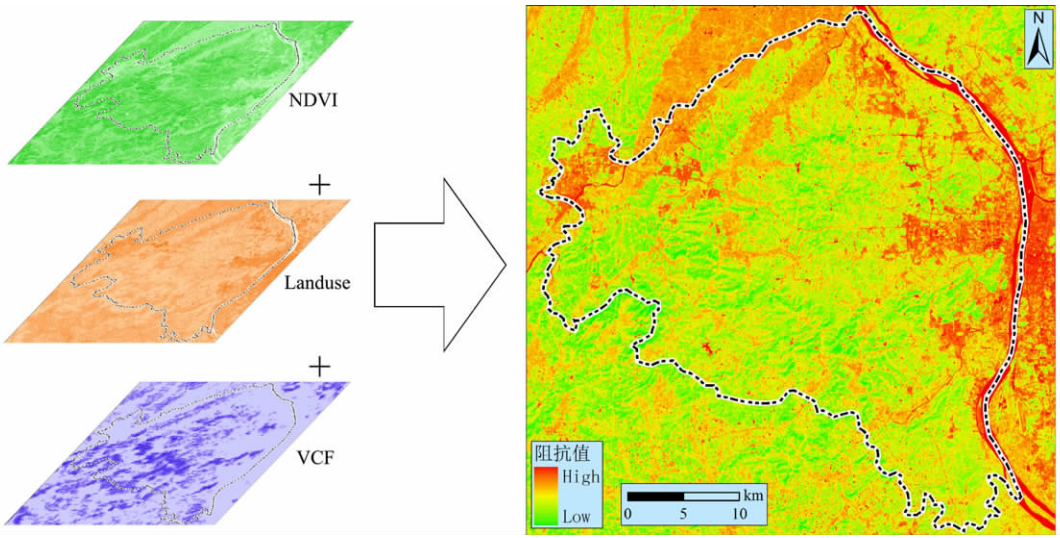 NDVI
+
Landuse
+
VCF
N
阻抗值
High
Low
km
0 5 10